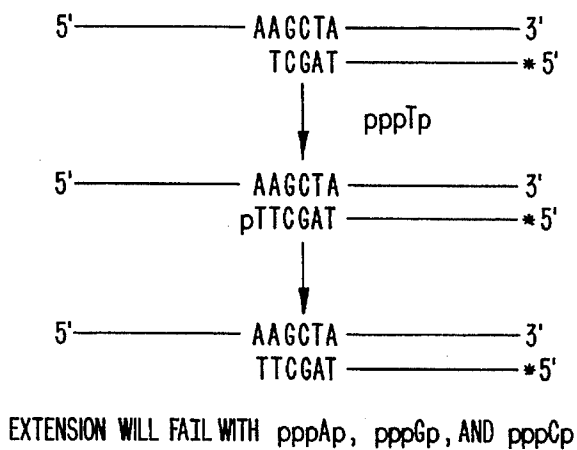 5' AAGCTA 3'
TCGAT *5'
pppTp
5' AAGCTA 3'
pTTCGAT *5'
5' AAGCTA 3'
TTCGAT *5'
EXTENSION WILL FAIL WITH pppAp, pppGp, AND pppCp